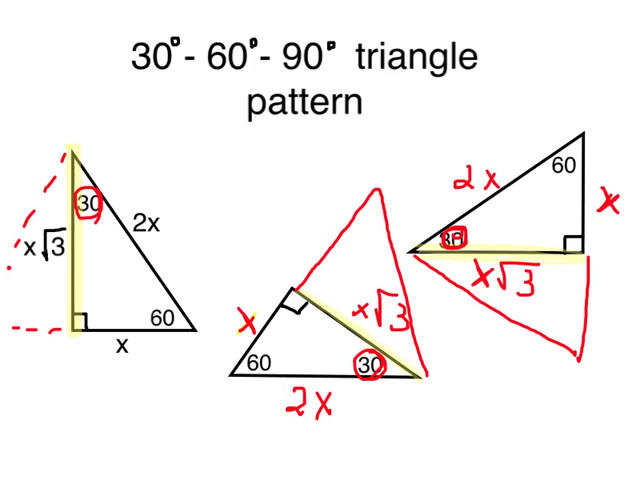 30°- 60°- 90° triangle
pattern
30
x√3
2x
60
x
x
x√3
60
30
2x
2x
60
x
30
x√3